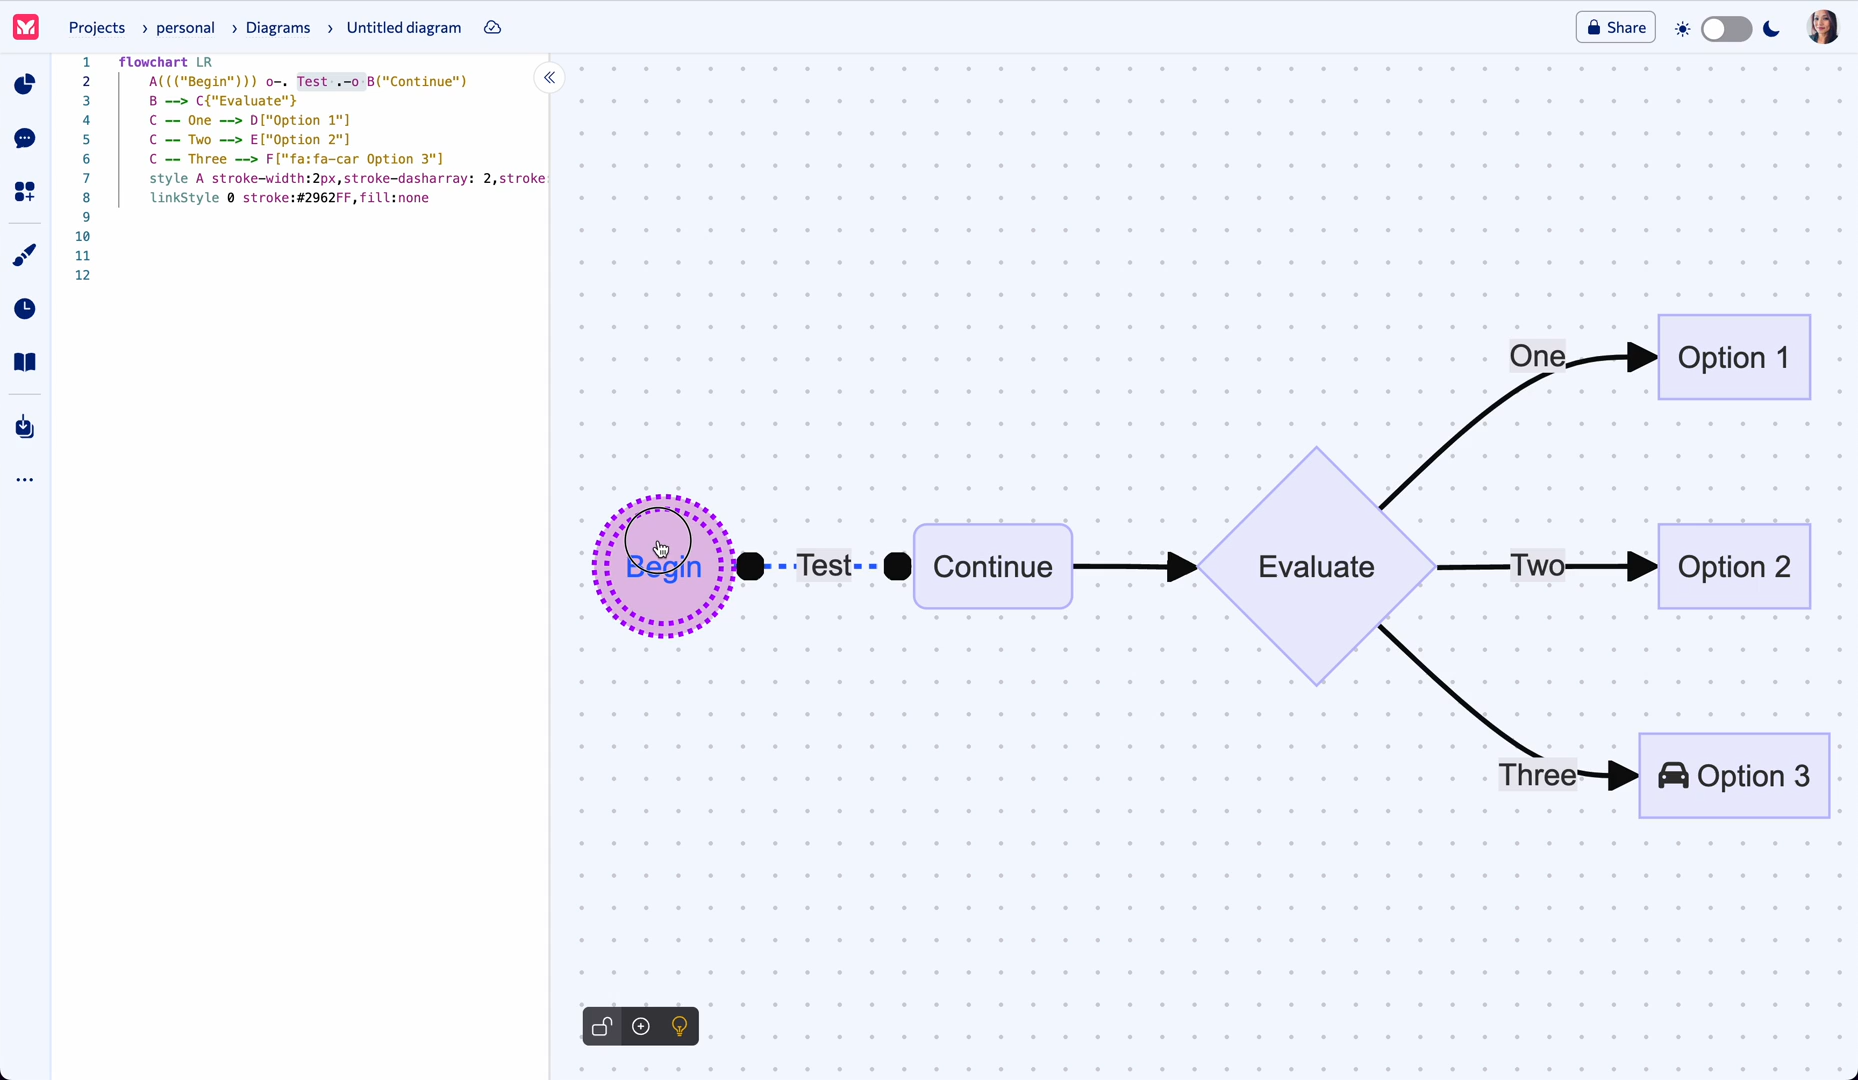 Projects › personal › Diagrams › Untitled diagram
Share
1 flowchart LR
2 A((("Begin"))) o-. Test .-o B("Continue")
3 B --> C{"Evaluate"}
4 C -- One --> D["Option 1"]
5 C -- Two --> E["Option 2"]
6 C -- Three --> F["fa:fa-car Option 3"]
7 style A stroke-width:2px,stroke-dasharray: 2,stroke:
8 linkStyle 0 stroke:#2962FF,fill:none
9
10
11
12
Begin
Test
Continue
Evaluate
One
Option 1
Two
Option 2
Three
Option 3